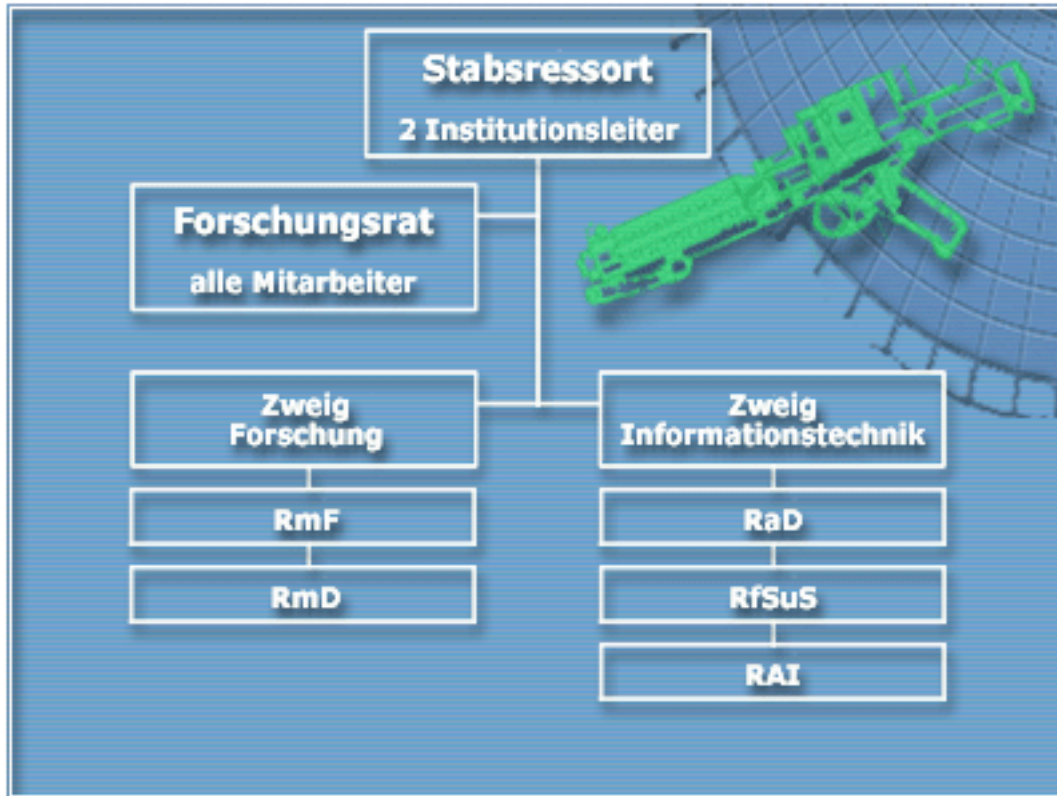 Stabsressort
2 Institutionsleiter
Forschungsrat
alle Mitarbeiter
Zweig
Forschung
RmF
RmD
Zweig
Informationstechnik
RaD
RfSuS
RAI